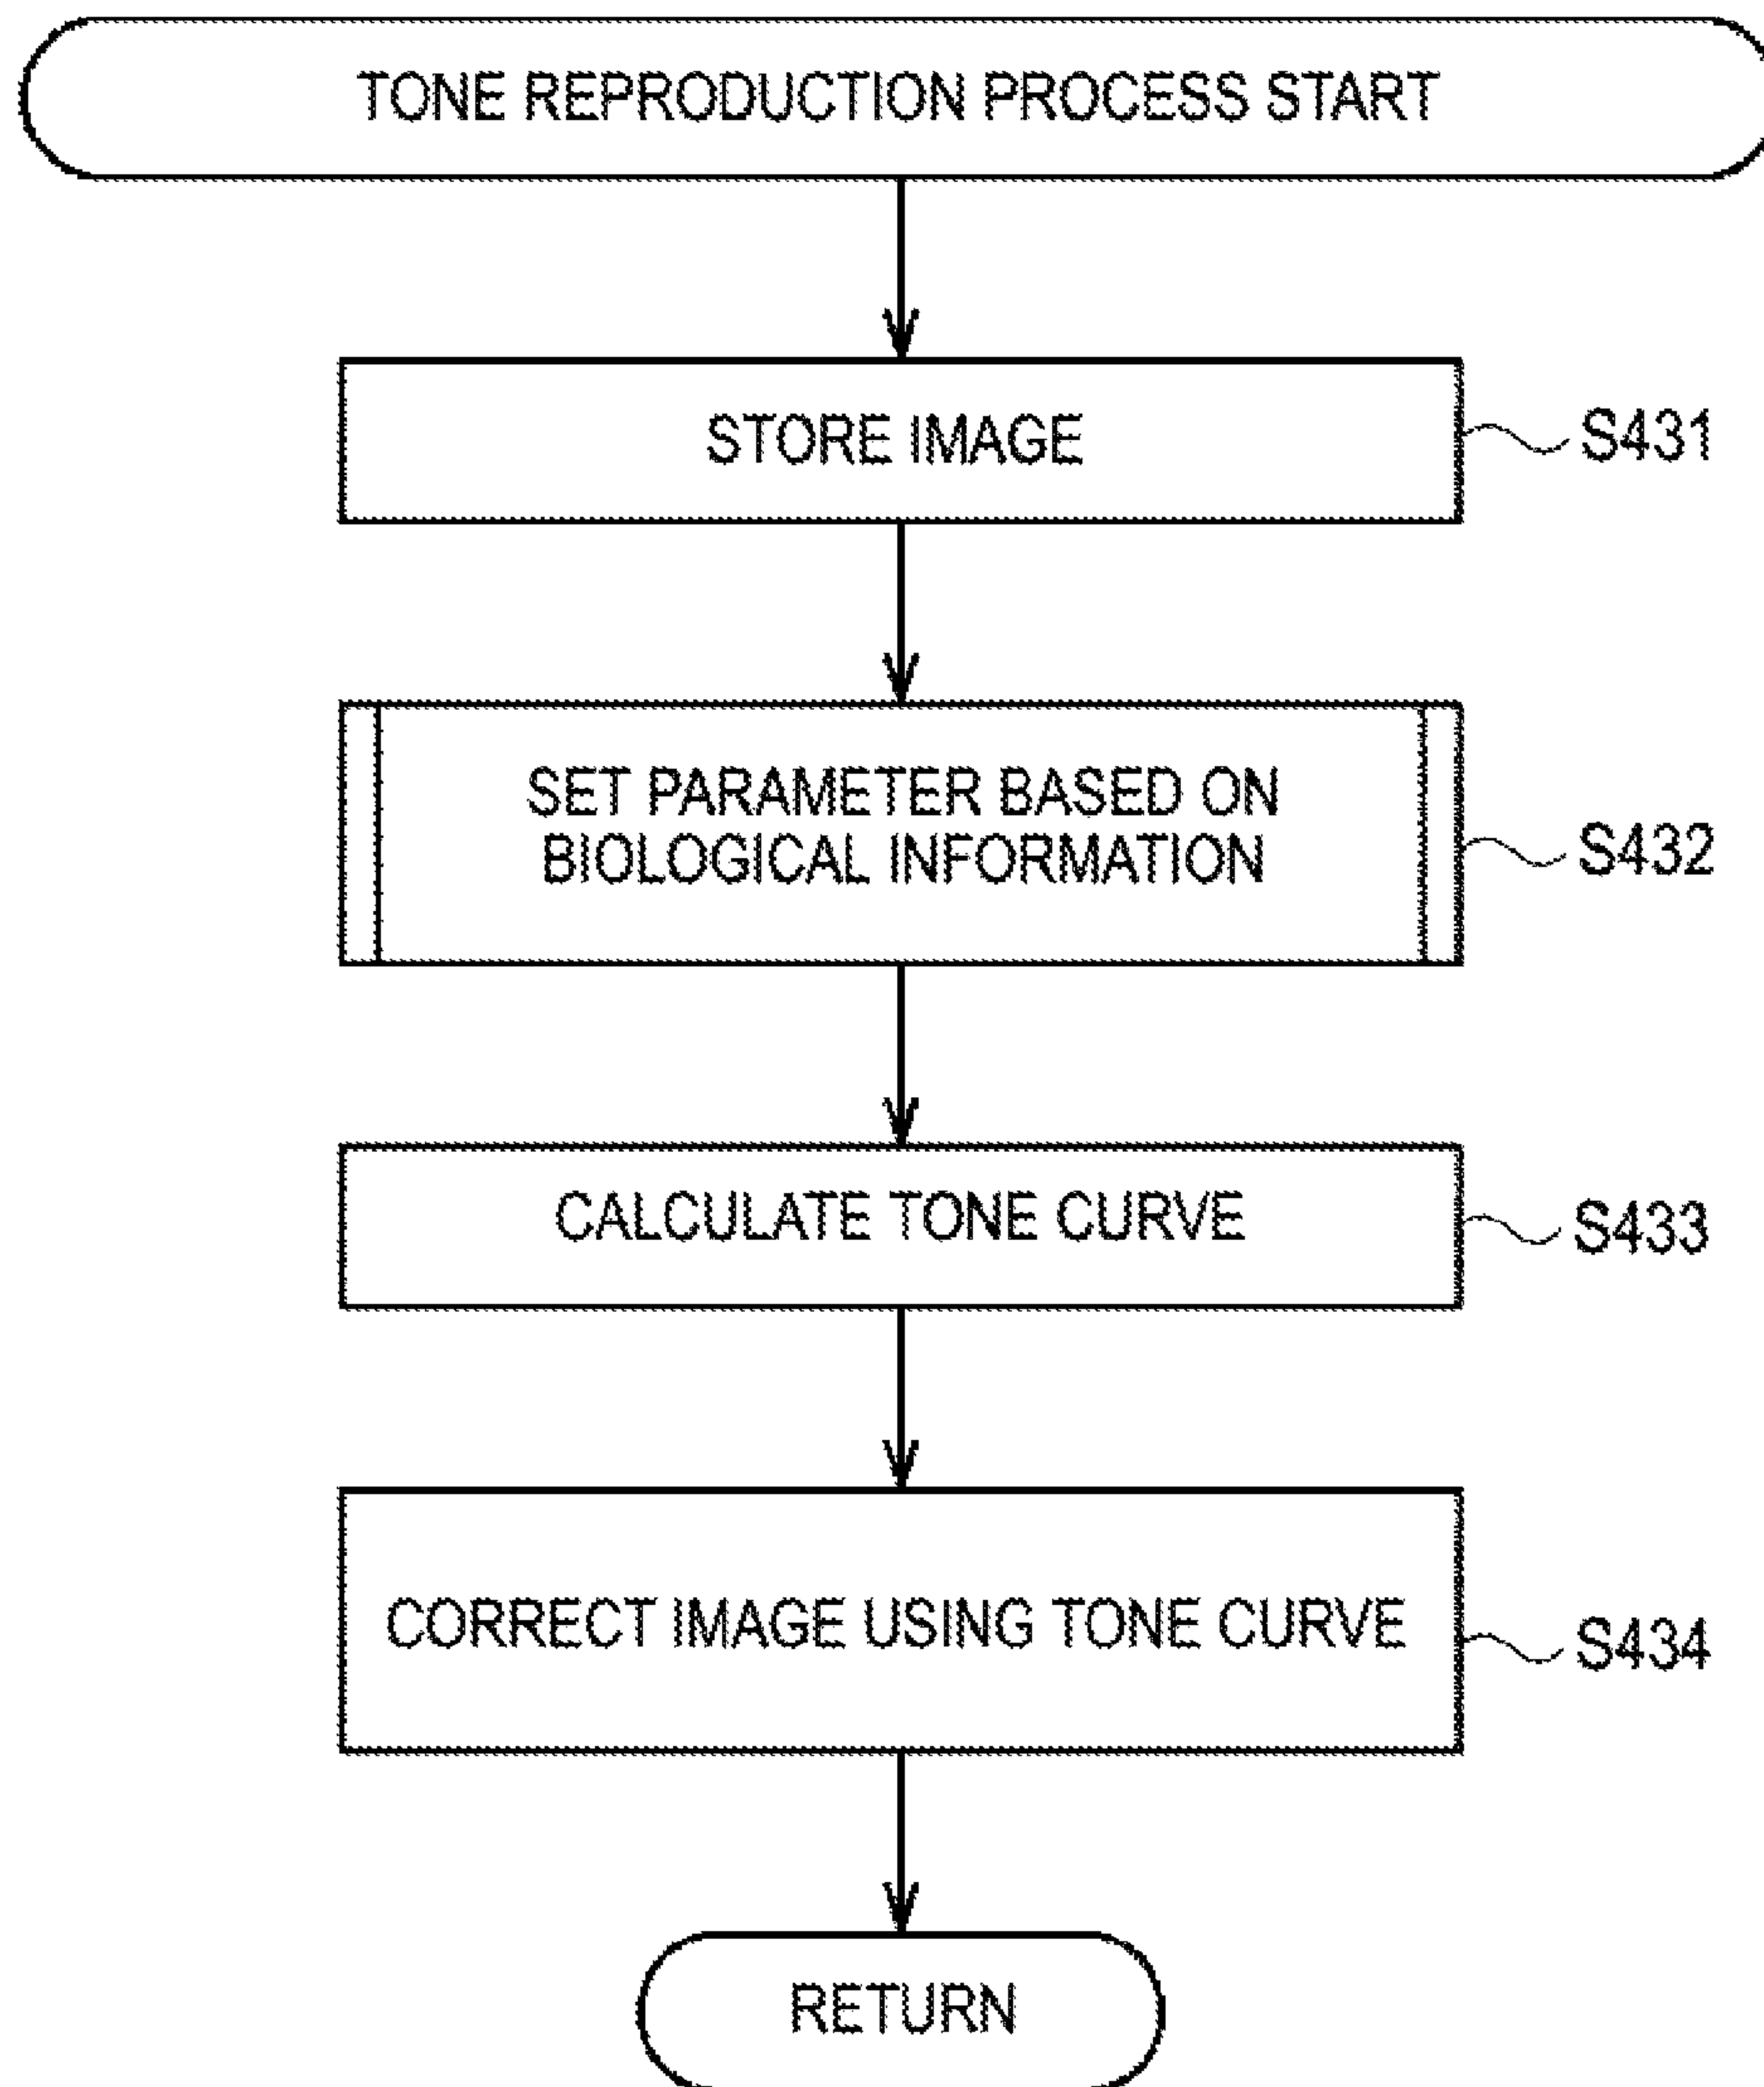 TONE REPRODUCTION PROCESS START
STORE IMAGE
S431
SET PARAMETER BASED ON
BIOLOGICAL INFORMATION
S432
CALCULATE TONE CURVE
S433
CORRECT IMAGE USING TONE CURVE
S434
RETURN